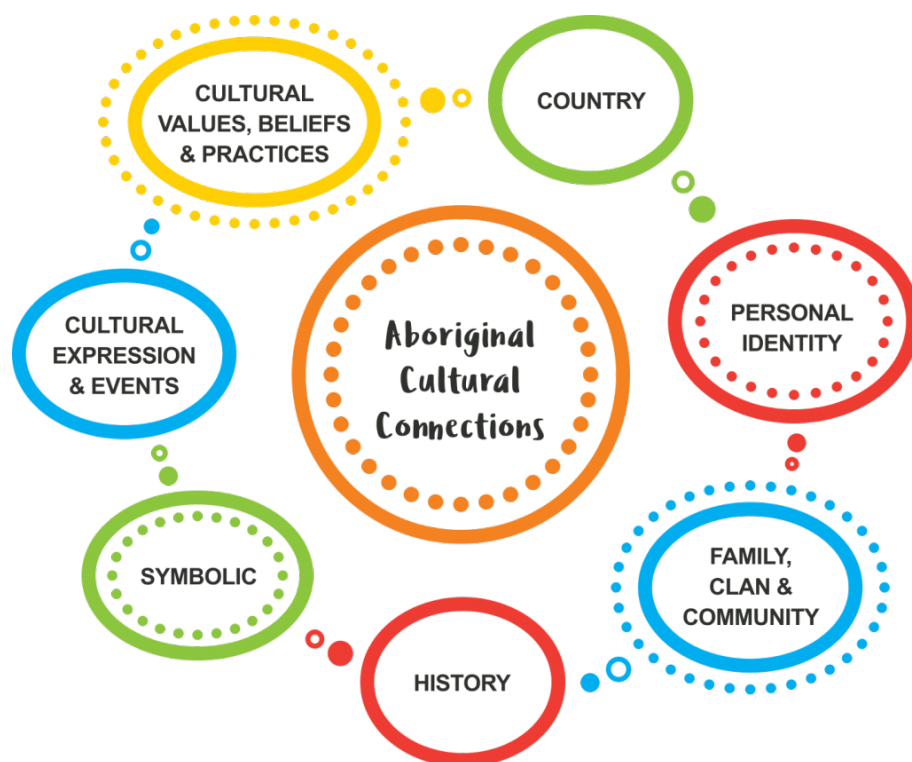 CULTURAL
VALUES, BELIEFS
& PRACTICES
COUNTRY
PERSONAL
IDENTITY
FAMILY,
CLAN &
COMMUNITY
HISTORY
SYMBOLIC
CULTURAL
EXPRESSION
& EVENTS
Aboriginal
Cultural
Connections